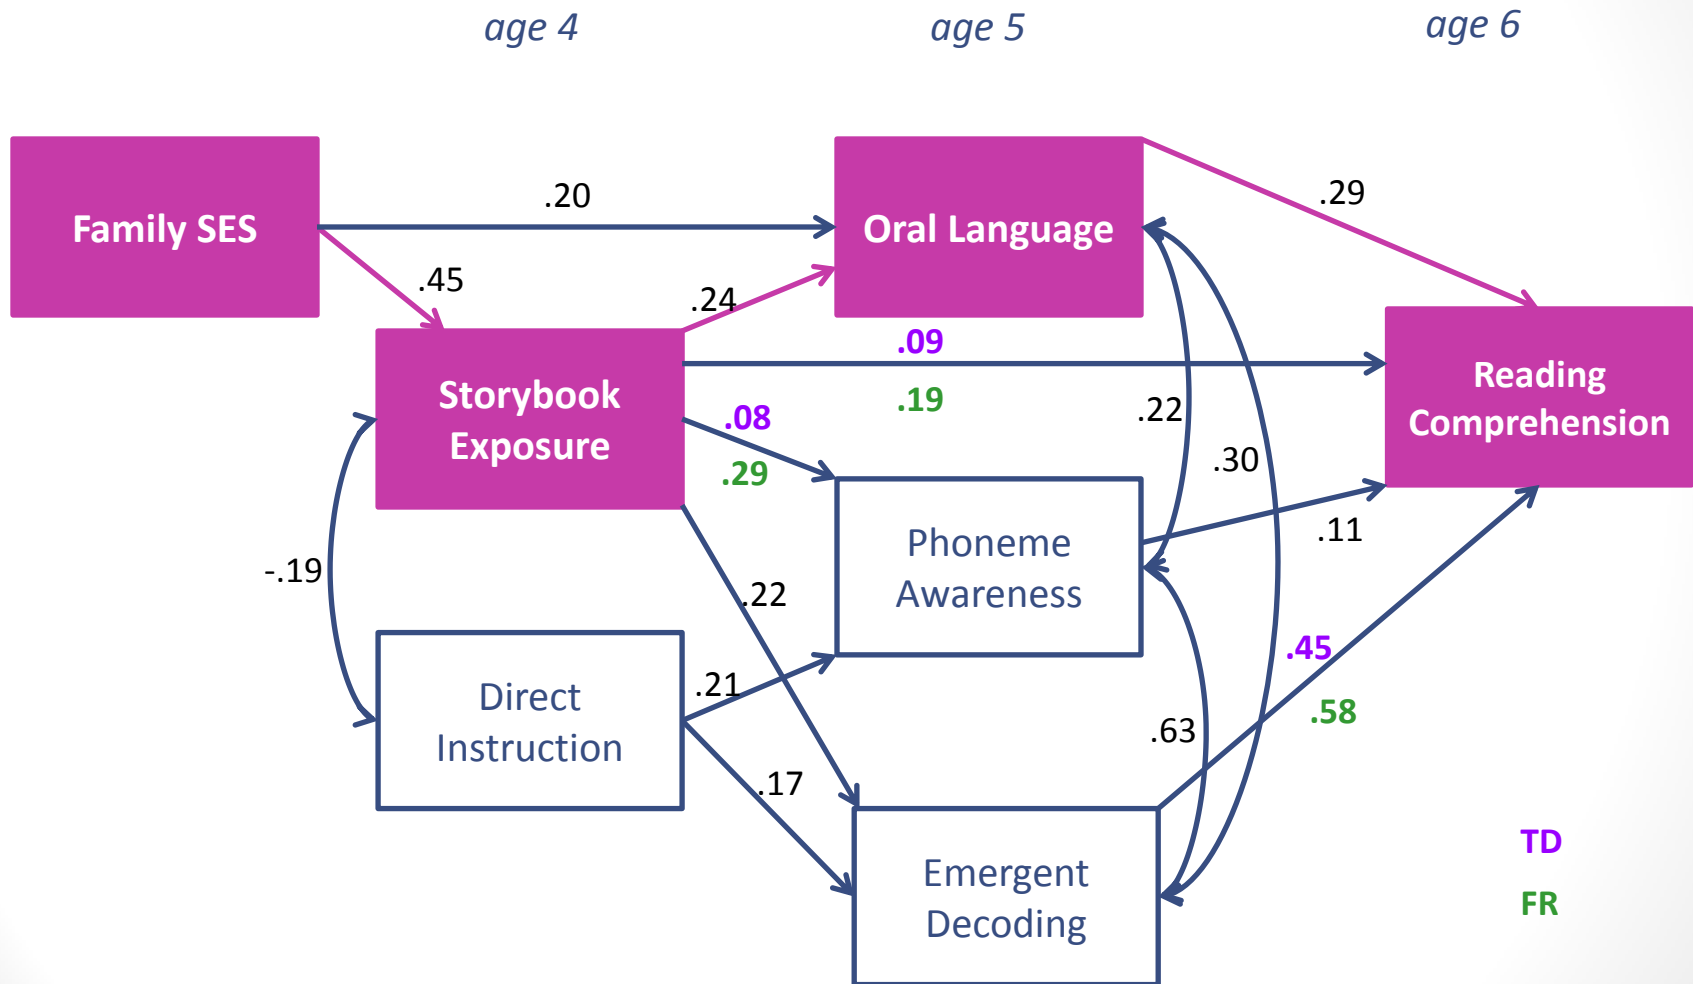 age 4
age 5
age 6
Family SES
.20
Oral Language
.29
.45
.24
Storybook
Exposure
.09
.19
.08
.29
.22
.30
Reading
Comprehension
Phoneme
Awareness
.11
-.19
.22
Direct
Instruction
.21
.17
.63
.45
.58
Emergent
Decoding
TD
FR